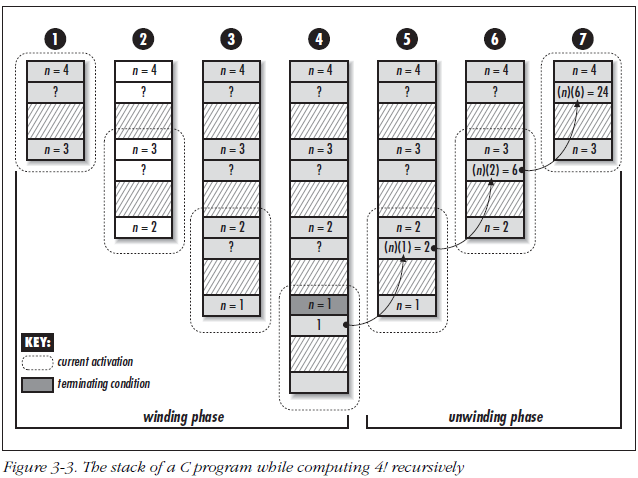 1 2 3 4 5 6 7
n = 4 n = 4 n = 4 n = 4 n = 4 n = 4 n = 4
? ? ? ? ? ? (n)(6) = 24
n = 3 n = 3 n = 3 n = 3 n = 3 n = 3 n = 3
? ? ? ? (n)(2) = 6
n = 2 n = 2 n = 2 n = 2 n = 2
? ? (n)(1) = 2
n = 1 n = 1 n = 1
1
KEY:
current activation
terminating condition
winding phase unwinding phase
Figure 3-3. The stack of a C program while computing 4! recursively